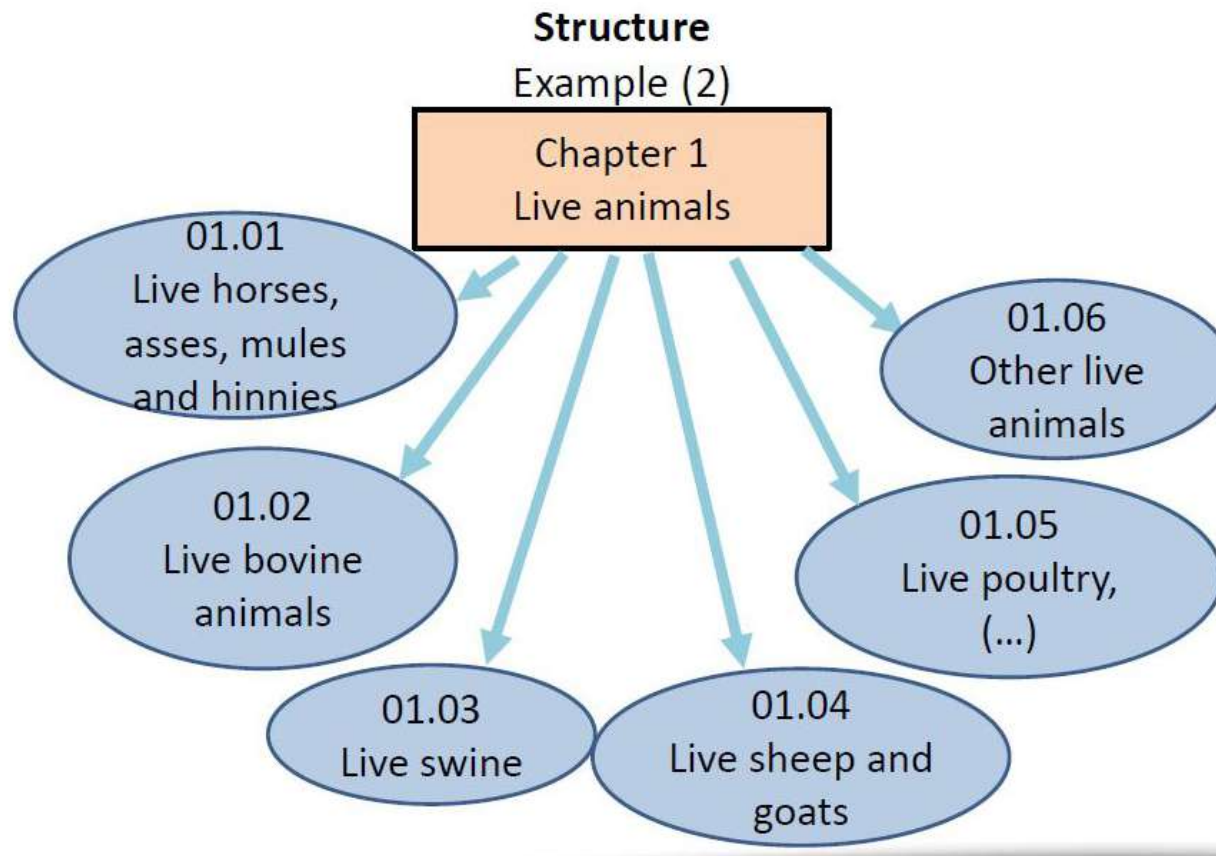 Structure
Example (2)
Chapter 1
Live animals
01.01
Live horses,
asses, mules
and hinnies
01.02
Live bovine
animals
01.03
Live swine
01.04
Live sheep and
goats
01.05
Live poultry,
(...)
01.06
Other live
animals